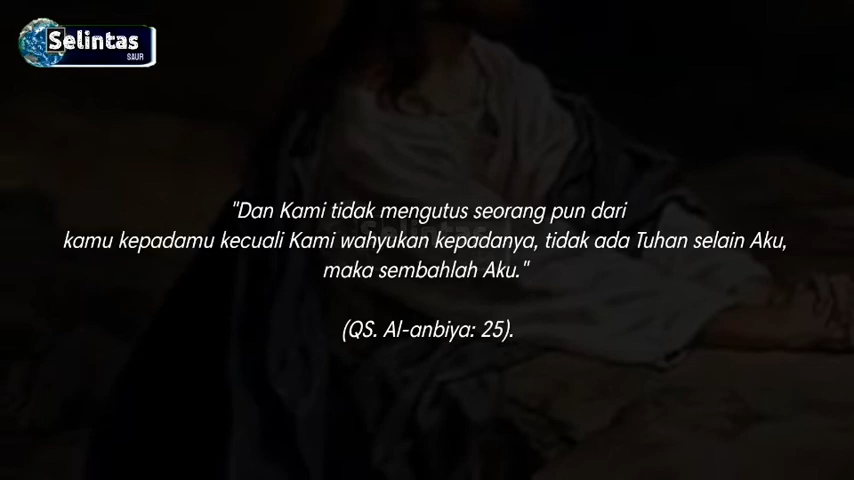 Selintas
SAUR
"Dan Kami tidak mengutus seorang pun dari
kamu kepadamu kecuali Kami wahyukan kepadanya, tidak ada Tuhan selain Aku,
maka sembahlah Aku."
(QS. Al-anbiya: 25).